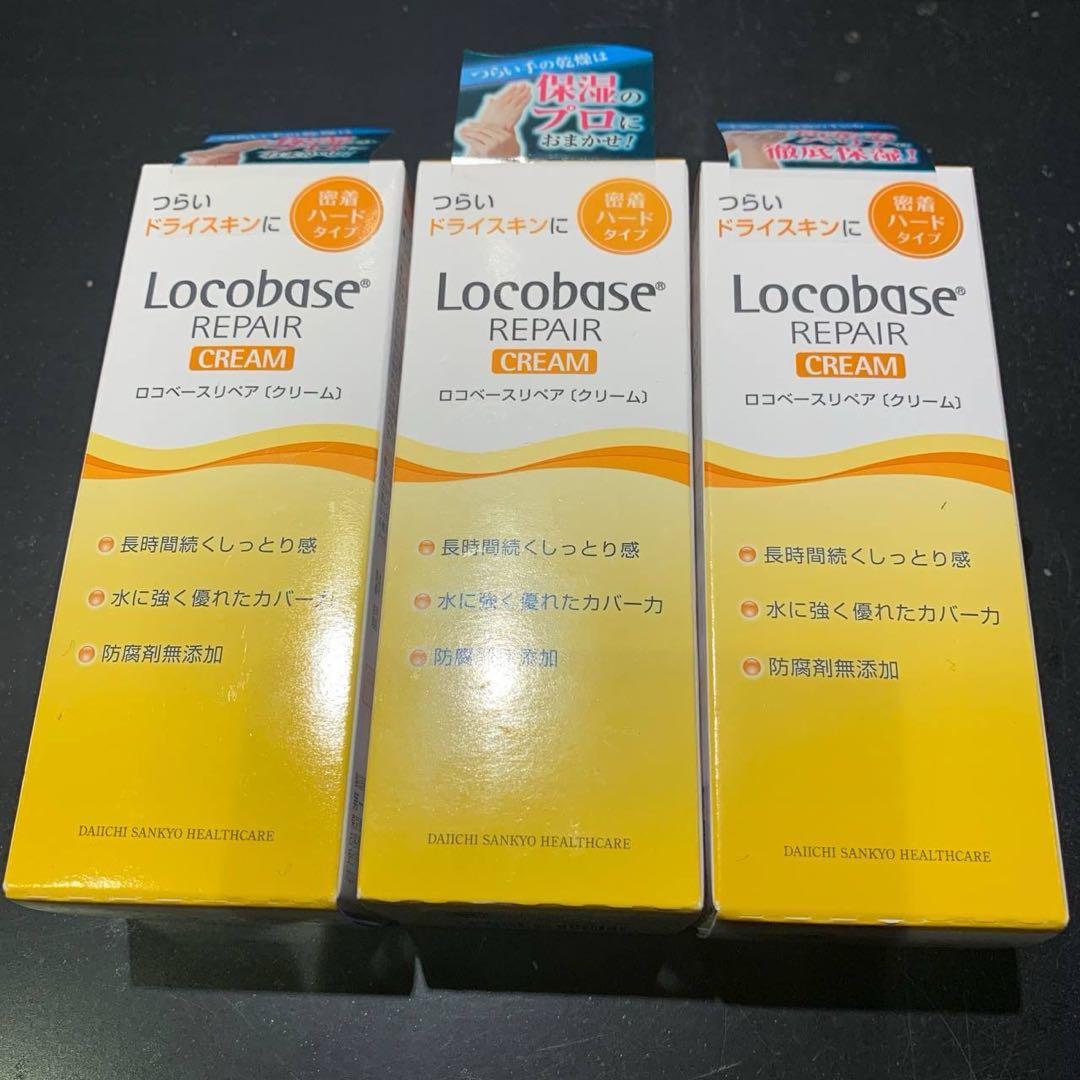 つらい手の乾燥は
保湿の
プロに
おまかせ!
徹底保湿!
つらい
ドライスキンに
密着
ハード
タイプ
Locobase®
REPAIR
CREAM
ロコベースリペア〔クリーム〕
長時間続くしっとり感
水に強く優れたカバー力
防腐剤無添加
DAIICHI SANKYO HEALTHCARE
つらい
ドライスキンに
密着
ハード
タイプ
Locobase®
REPAIR
CREAM
ロコベースリペア〔クリーム〕
長時間続くしっとり感
水に強く優れたカバー力
防腐剤無添加
DAIICHI SANKYO HEALTHCARE
つらい
ドライスキンに
密着
ハード
タイプ
Locobase®
REPAIR
CREAM
ロコベースリペア〔クリーム〕
長時間続くしっとり感
水に強く優れたカバー力
防腐剤無添加
DAIICHI SANKYO HEALTHCARE